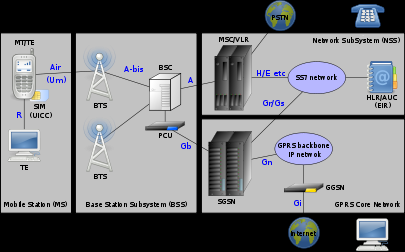 PSTN
MT/TE
MSC/VLR
Network SubSystem (NSS)
Air
(Um)
A-bis
BSC
A
H/E etc
SS7 network
SIM
(UICC)
BTS
HLR/AUC
(EIR)
R
Gr/Gs
PCU
Gb
GPRS backbone
IP network
TE
BTS
Gn
GGSN
SGSN
Gi
Mobile Station (MS)
Base Station Subsystem (BSS)
GPRS Core Network
Internet